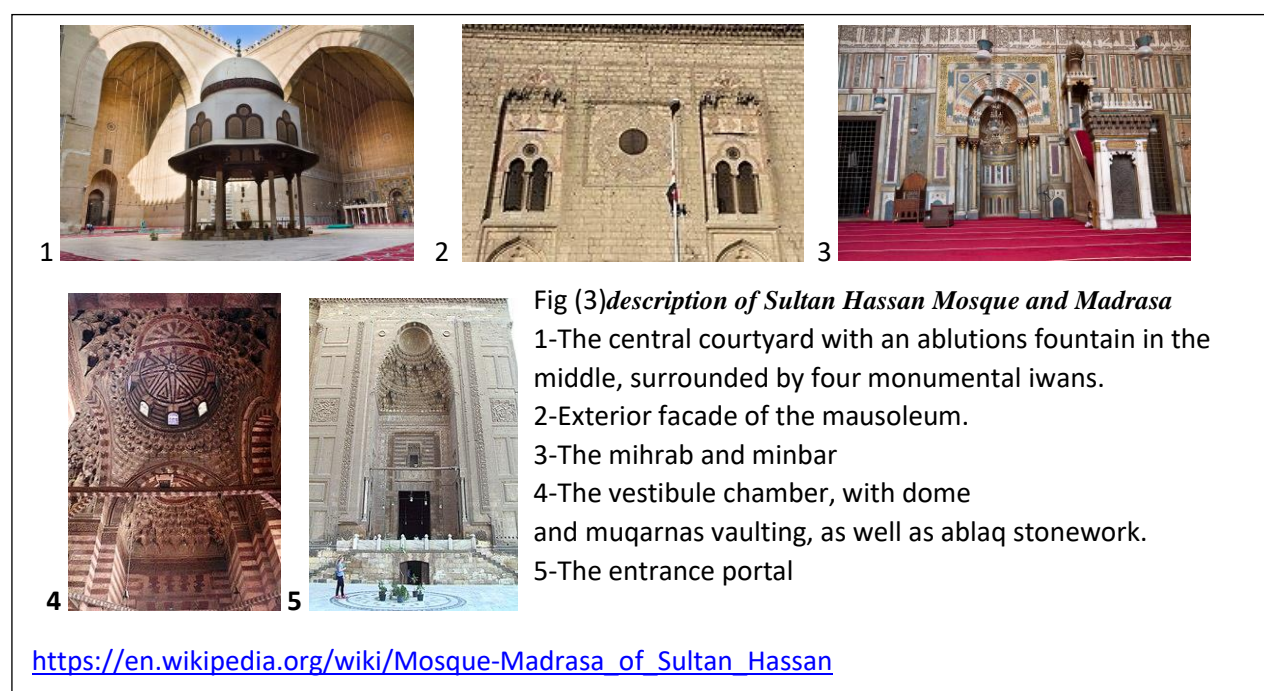 1
2
3
Fig (3)description of Sultan Hassan Mosque and Madrasa
1-The central courtyard with an ablutions fountain in the
middle, surrounded by four monumental iwans.
2-Exterior facade of the mausoleum.
3-The mihrab and minbar
4-The vestibule chamber, with dome
and muqarnas vaulting, as well as ablaq stonework.
5-The entrance portal
4
5
https://en.wikipedia.org/wiki/Mosque-Madrasa_of_Sultan_Hassan